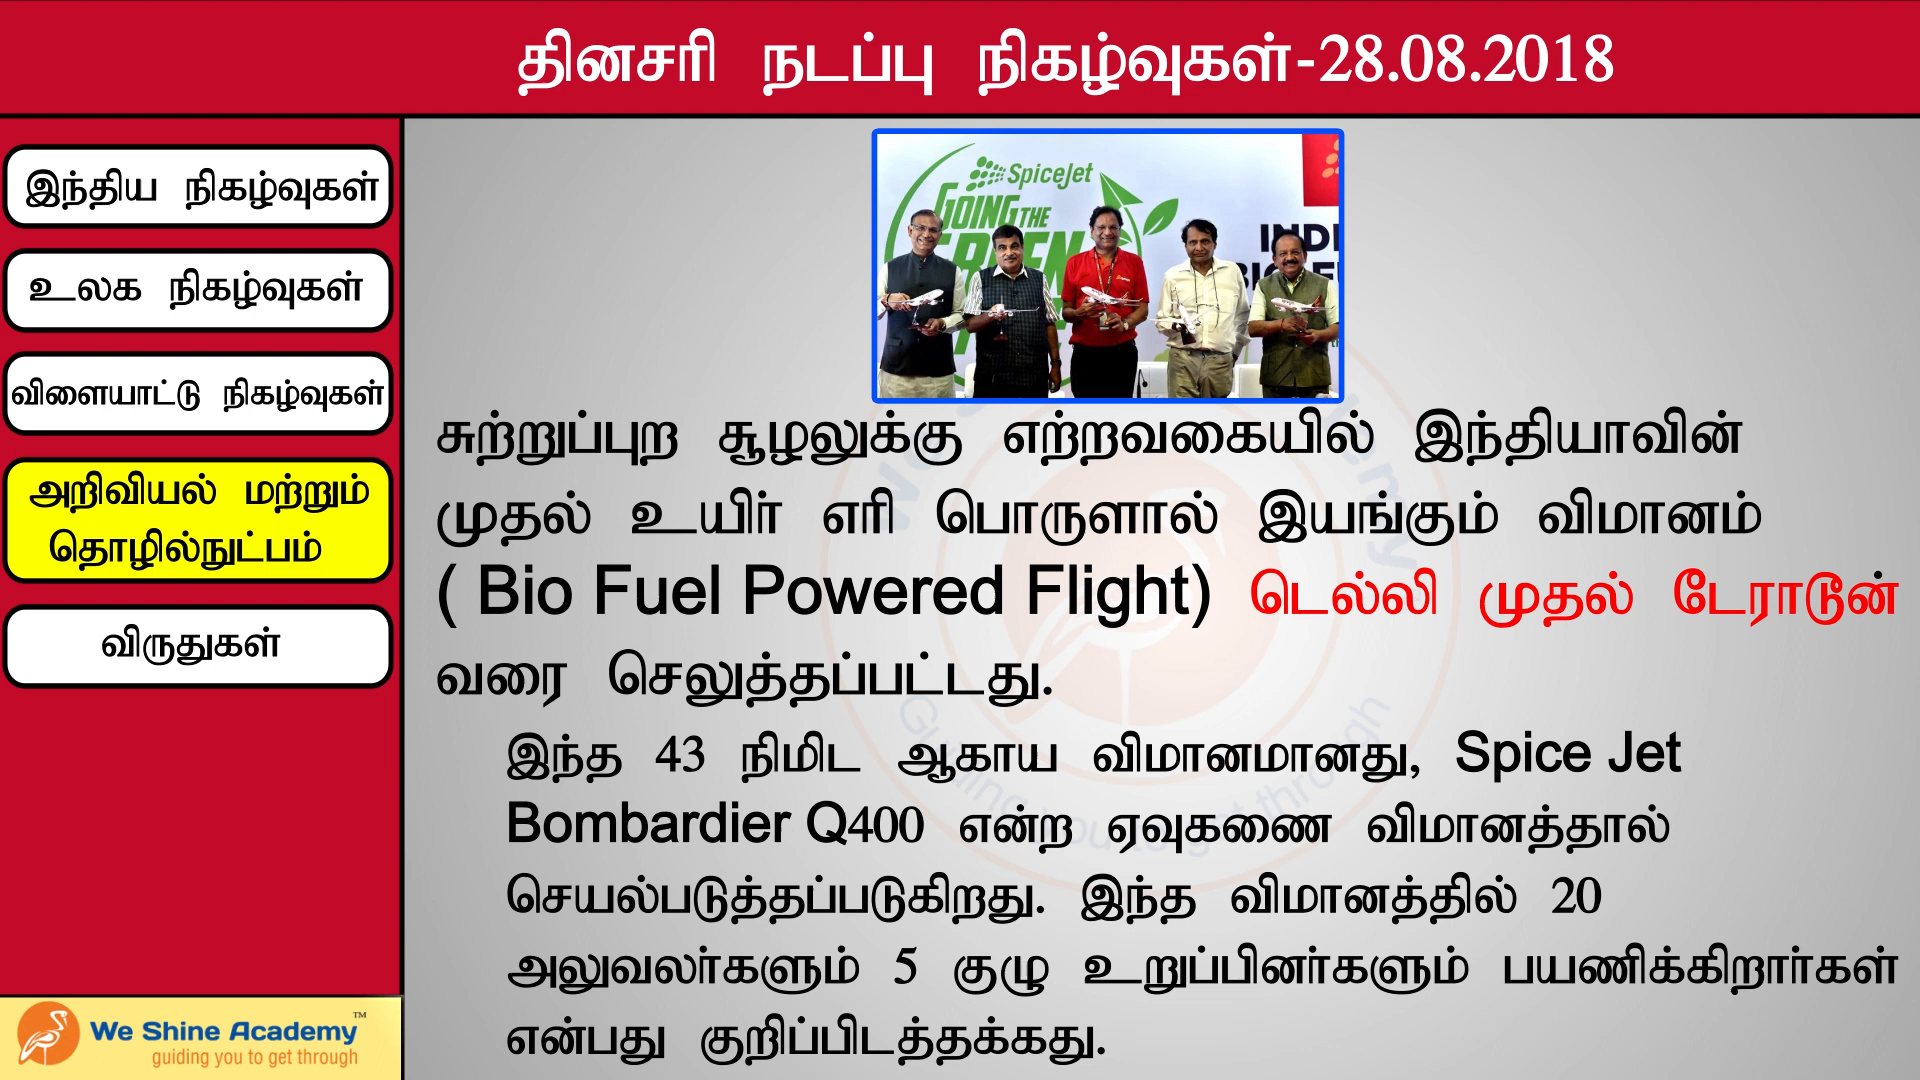 தினசரி நடப்பு நிகழ்வுகள்-28.08.2018
இந்திய நிகழ்வுகள்
உலக நிகழ்வுகள்
விளையாட்டு நிகழ்வுகள்
அறிவியல் மற்றும்
தொழில்நுட்பம்
விருதுகள்
SpiceJet
GOING THE
GREEN
சுற்றுப்புற சூழலுக்கு எற்றவகையில் இந்தியாவின்
முதல் உயிர் எரி பொருளால் இயங்கும் விமானம்
( Bio Fuel Powered Flight) டெல்லி முதல் டேராடூன்
வரை செலுத்தப்பட்டது.
இந்த 43 நிமிட ஆகாய விமானமானது, Spice Jet
Bombardier Q400 என்ற ஏவுகணை விமானத்தால்
செயல்படுத்தப்படுகிறது. இந்த விமானத்தில் 20
அலுவலர்களும் 5 குழு உறுப்பினர்களும் பயணிக்கிறார்கள்
என்பது குறிப்பிடத்தக்கது.
We Shine Academy™
guiding you to get through